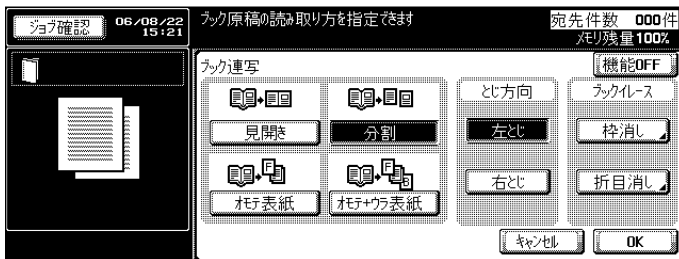 ジョブ確認
06/08/22
15:21
ブック原稿の読み取り方を指定できます
宛先件数 000件
メモリ残量100%
ブック連写
機能OFF
とじ方向
ブックイレース
見開き
分割
左とじ
枠消し
F
F
B
オモテ表紙
オモテ+ウラ表紙
右とじ
折目消し
キャンセル
OK